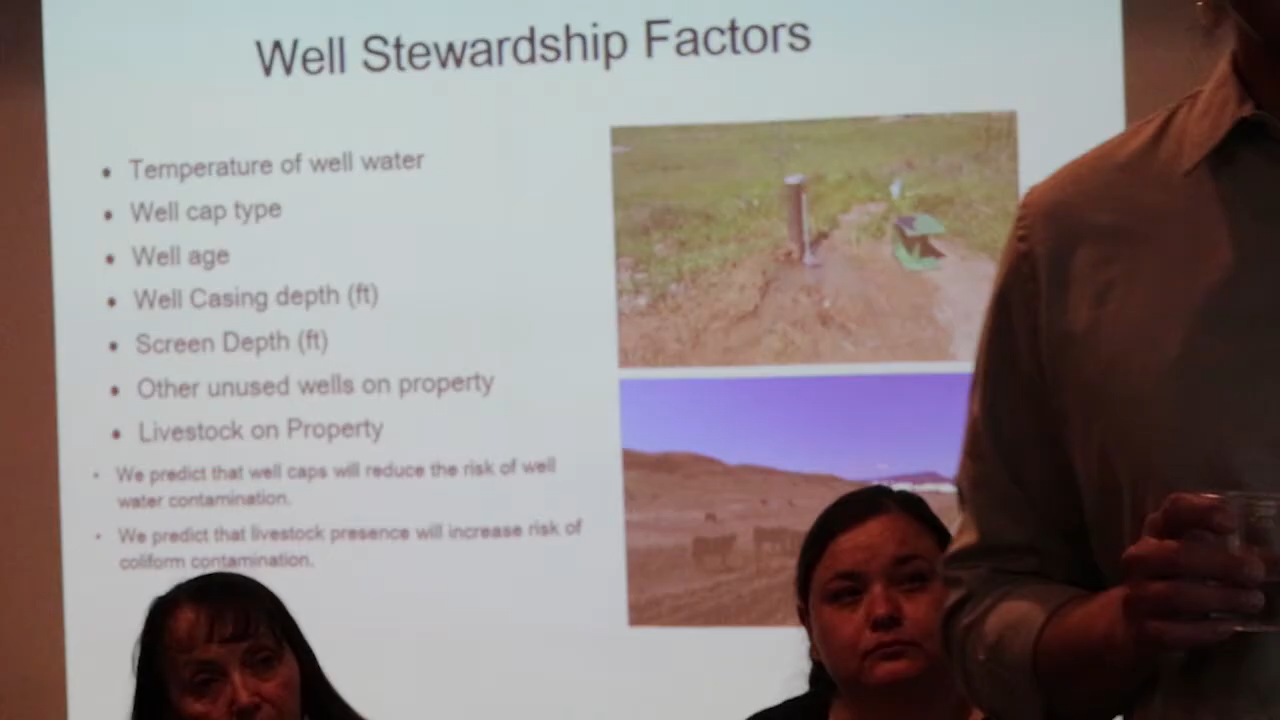 Well Stewardship Factors
Temperature of well water
Well cap type
Well age
Well Casing depth (ft)
Screen Depth (ft)
Other unused wells on property
Livestock on Property
We predict that well caps will reduce the risk of well
water contamination.
We predict that livestock presence will increase risk of
coliform contamination.